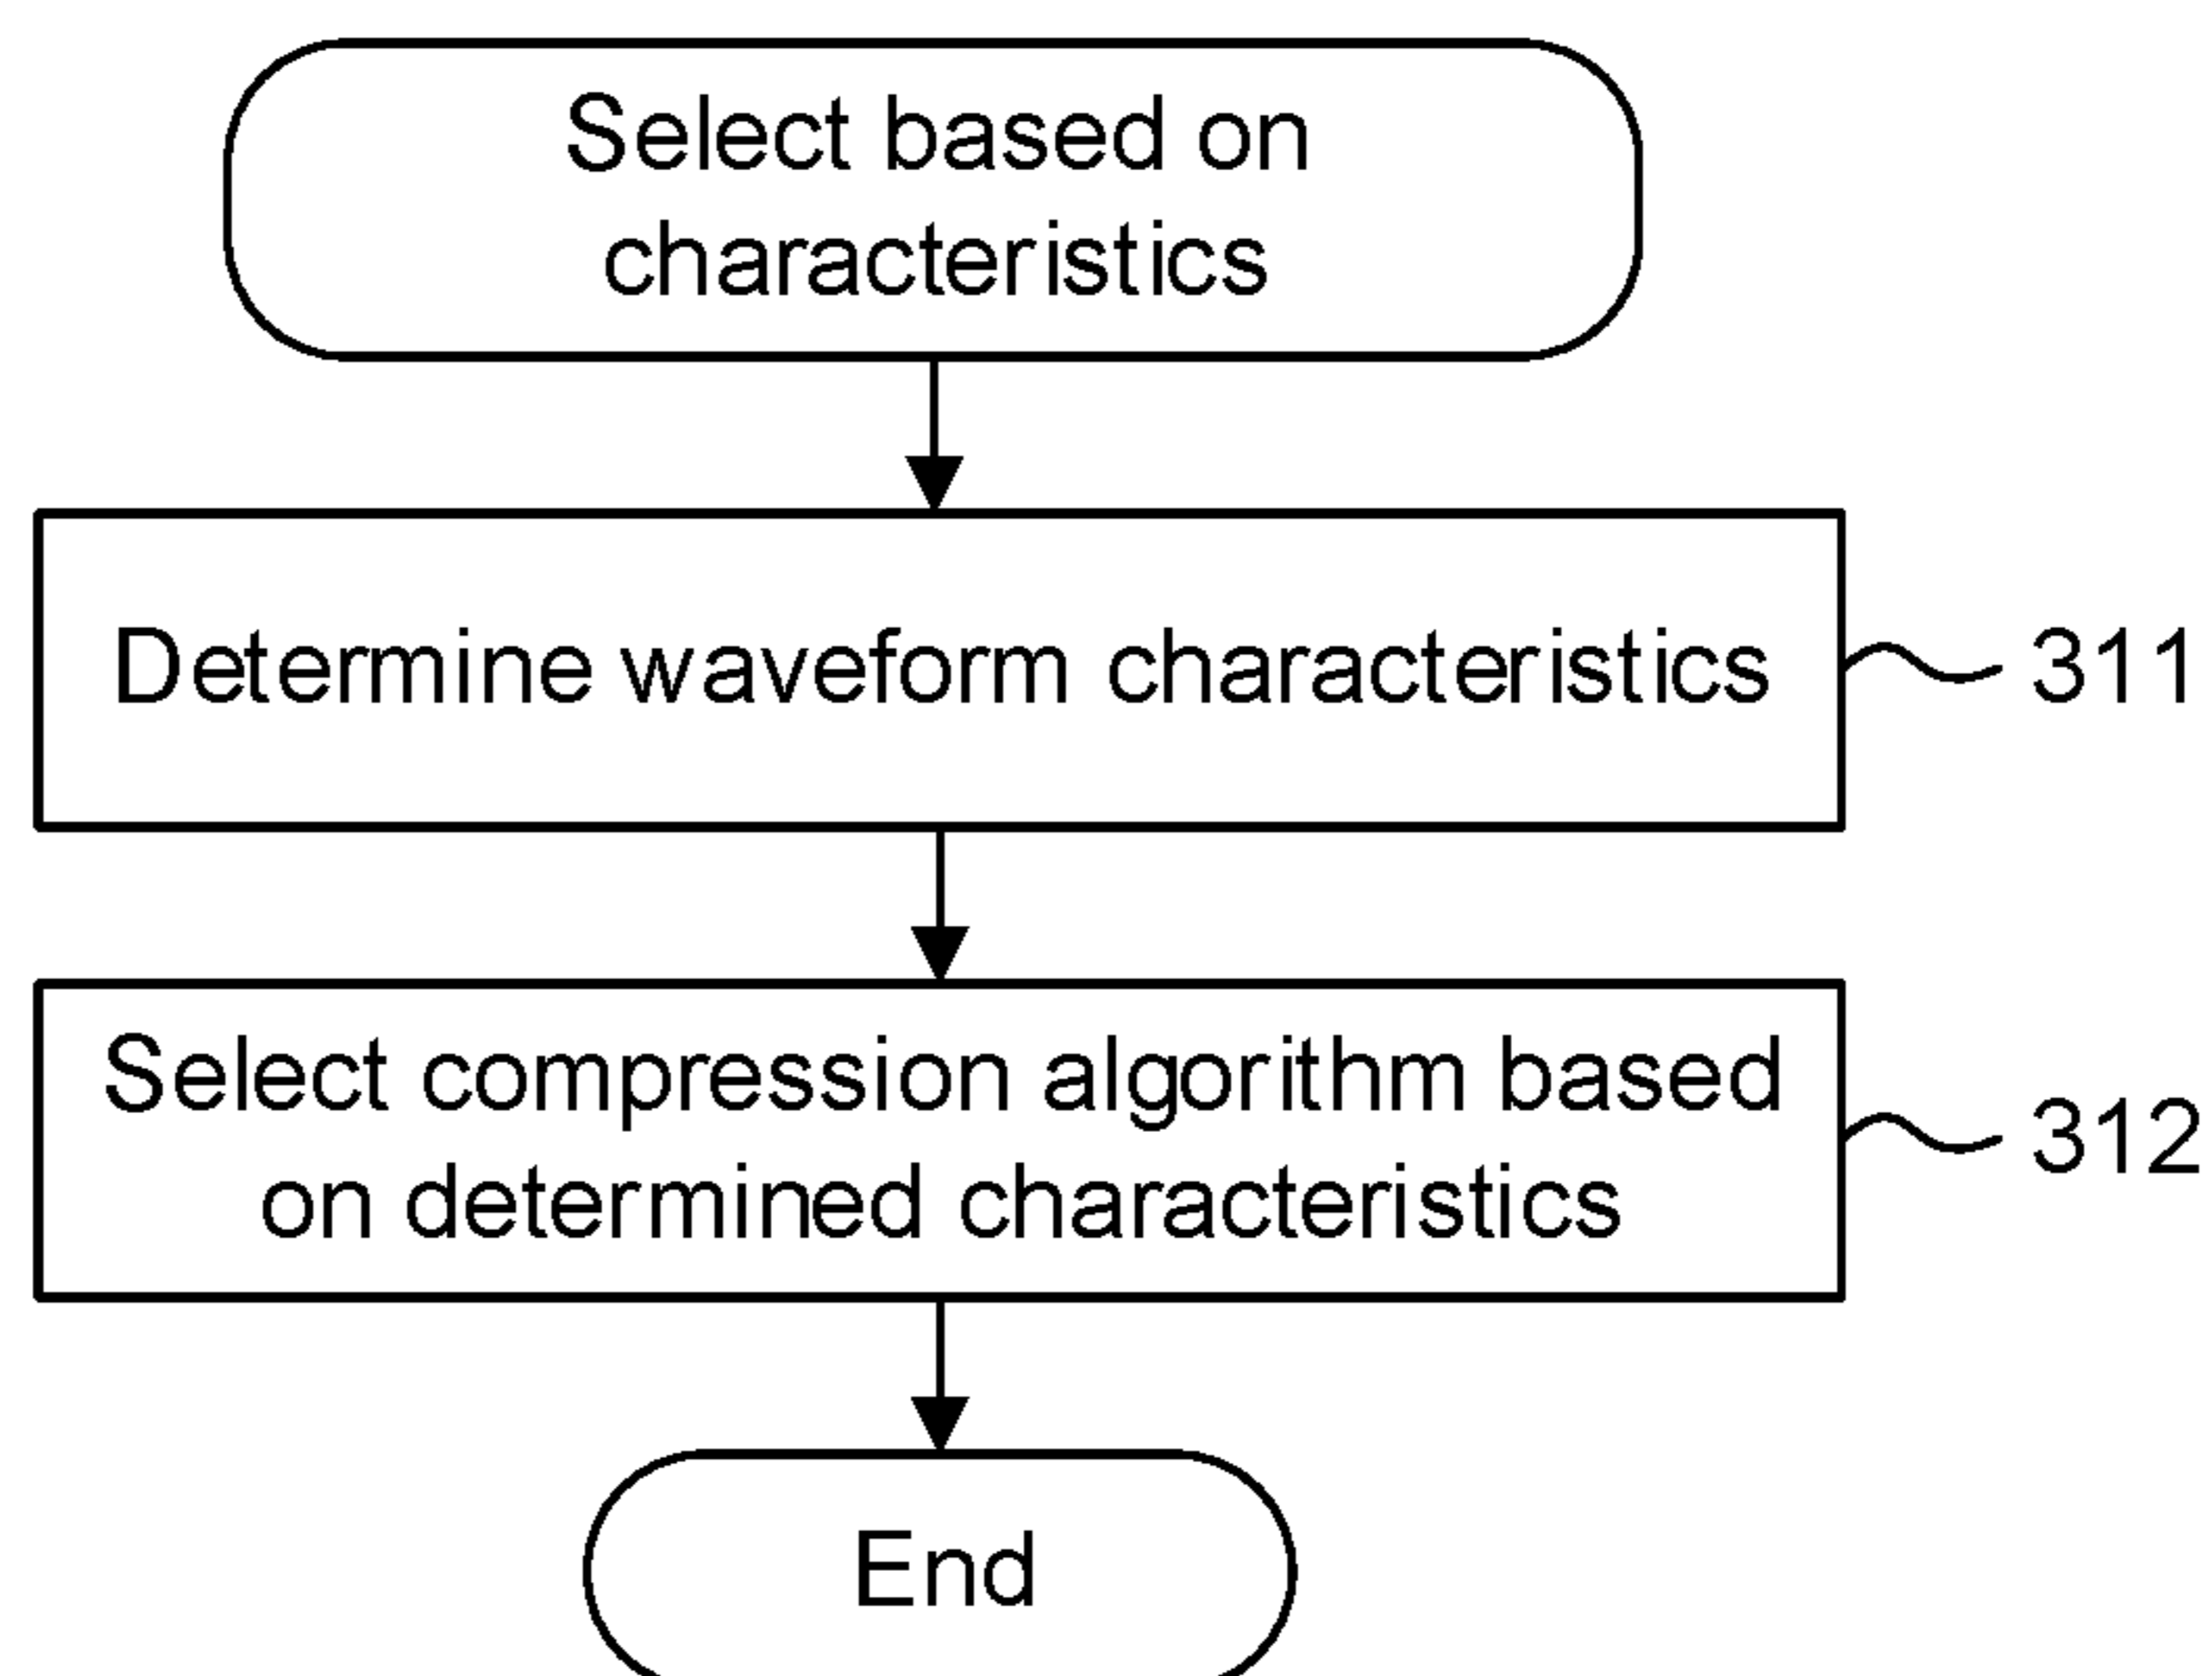 Select based on
characteristics
Determine waveform characteristics
311
Select compression algorithm based
on determined characteristics
312
End